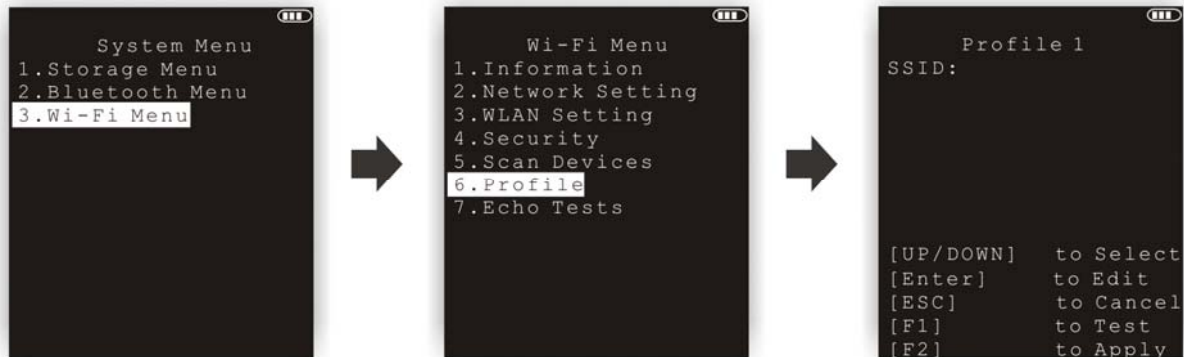 System Menu
1.Storage Menu
2.Bluetooth Menu
3.Wi-Fi Menu
Wi-Fi Menu
1.Information
2.Network Setting
3.WLAN Setting
4.Security
5.Scan Devices
6.Profile
7.Echo Tests
Profile 1
SSID:
[UP/DOWN] to Select
[Enter] to Edit
[ESC] to Cancel
[F1] to Test
[F2] to Apply